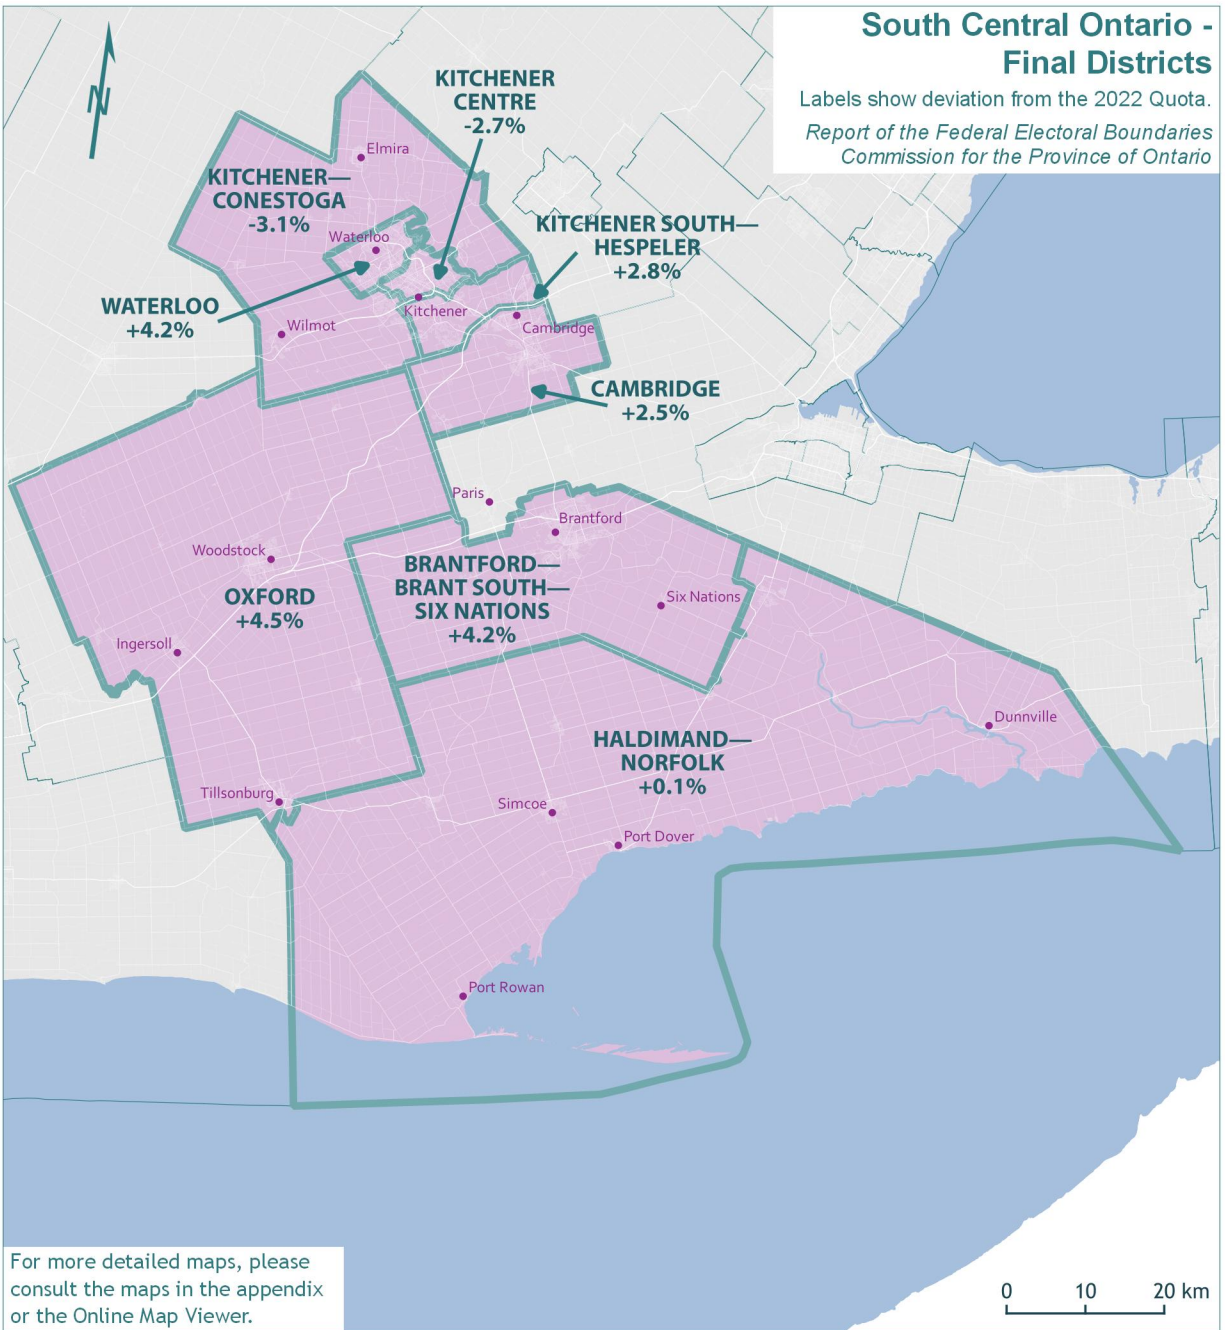 South Central Ontario -
Final Districts
Labels show deviation from the 2022 Quota.
Report of the Federal Electoral Boundaries
Commission for the Province of Ontario
N
KITCHENER
CENTRE
-2.7%
Elmira
KITCHENER—
CONESTOGA
-3.1%
KITCHENER SOUTH—
HESPELER
+2.8%
Waterloo
WATERLOO
+4.2%
Kitchener
Wilmot
Cambridge
CAMBRIDGE
+2.5%
Paris
Brantford
Woodstock
BRANTFORD—
BRANT SOUTH—
SIX NATIONS
+4.2%
OXFORD
+4.5%
Six Nations
Ingersoll
Dunnville
HALDIMAND—
NORFOLK
+0.1%
Tillsonburg
Simcoe
Port Dover
Port Rowan
For more detailed maps, please
consult the maps in the appendix
or the Online Map Viewer.
0 10 20 km